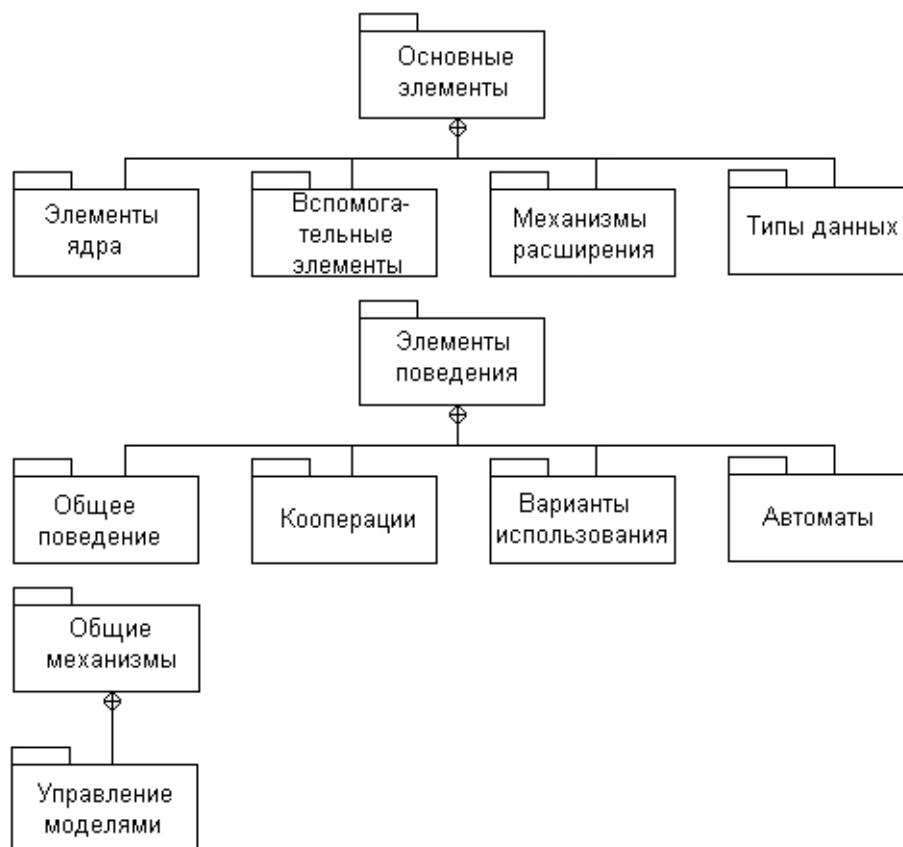 Основные
элементы
Элементы
ядра
Вспомога-
тельные
элементы
Механизмы
расширения
Типы данных
Элементы
поведения
Общее
поведение
Кооперации
Варианты
использования
Автоматы
Общие
механизмы
Управление
моделями